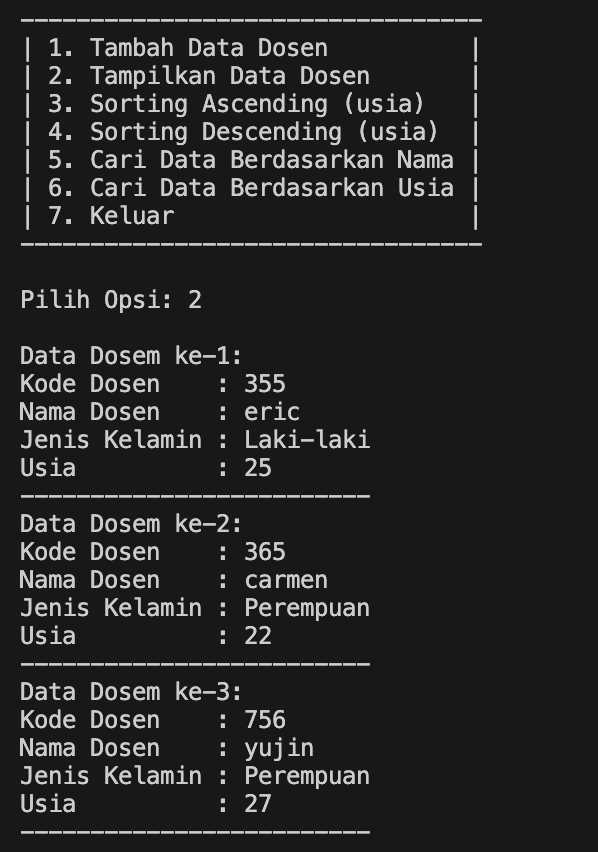 ---------------------------------
| 1. Tambah Data Dosen          |
| 2. Tampilkan Data Dosen       |
| 3. Sorting Ascending (usia)   |
| 4. Sorting Descending (usia)  |
| 5. Cari Data Berdasarkan Nama |
| 6. Cari Data Berdasarkan Usia |
| 7. Keluar                     |
---------------------------------
Pilih Opsi: 2
Data Dosem ke-1:
Kode Dosen    : 355
Nama Dosen    : eric
Jenis Kelamin : Laki-laki
Usia          : 25
-------------------------
Data Dosem ke-2:
Kode Dosen    : 365
Nama Dosen    : carmen
Jenis Kelamin : Perempuan
Usia          : 22
-------------------------
Data Dosem ke-3:
Kode Dosen    : 756
Nama Dosen    : yujin
Jenis Kelamin : Perempuan
Usia          : 27
-------------------------